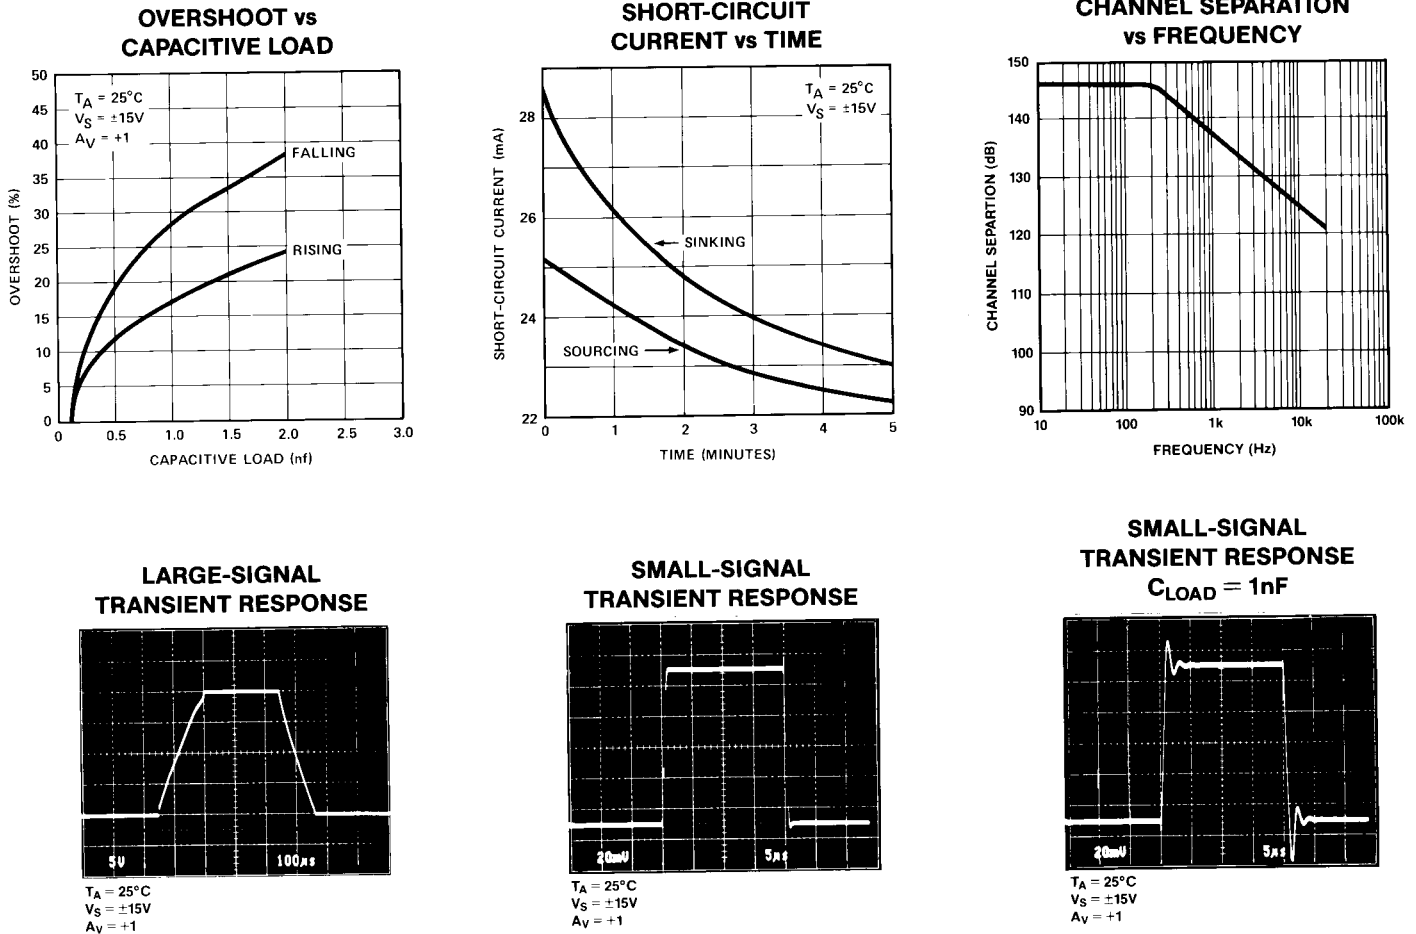 OVERSHOOT vs
CAPACITIVE LOAD
50
45
40
35
30
25
20
15
10
5
0
OVERSHOOT (%)
TA = 25°C
VS = ±15V
AV = +1
FALLING
RISING
0
0.5
1.0
1.5
2.0
2.5
3.0
CAPACITIVE LOAD (nf)
SHORT-CIRCUIT
CURRENT vs TIME
28
26
24
22
SHORT-CIRCUIT CURRENT (mA)
TA = 25°C
VS = ±15V
SINKING
SOURCING
0
1
2
3
4
5
TIME (MINUTES)
CHANNEL SEPARATION
vs FREQUENCY
150
140
130
120
110
100
90
CHANNEL SEPARTION (dB)
10
100
1k
10k
100k
FREQUENCY (Hz)
LARGE-SIGNAL
TRANSIENT RESPONSE
5V
100µs
TA = 25°C
VS = ±15V
AV = +1
SMALL-SIGNAL
TRANSIENT RESPONSE
20mV
5µs
TA = 25°C
VS = ±15V
AV = +1
SMALL-SIGNAL
TRANSIENT RESPONSE
CLOAD = 1nF
20mV
5µs
TA = 25°C
VS = ±15V
AV = +1